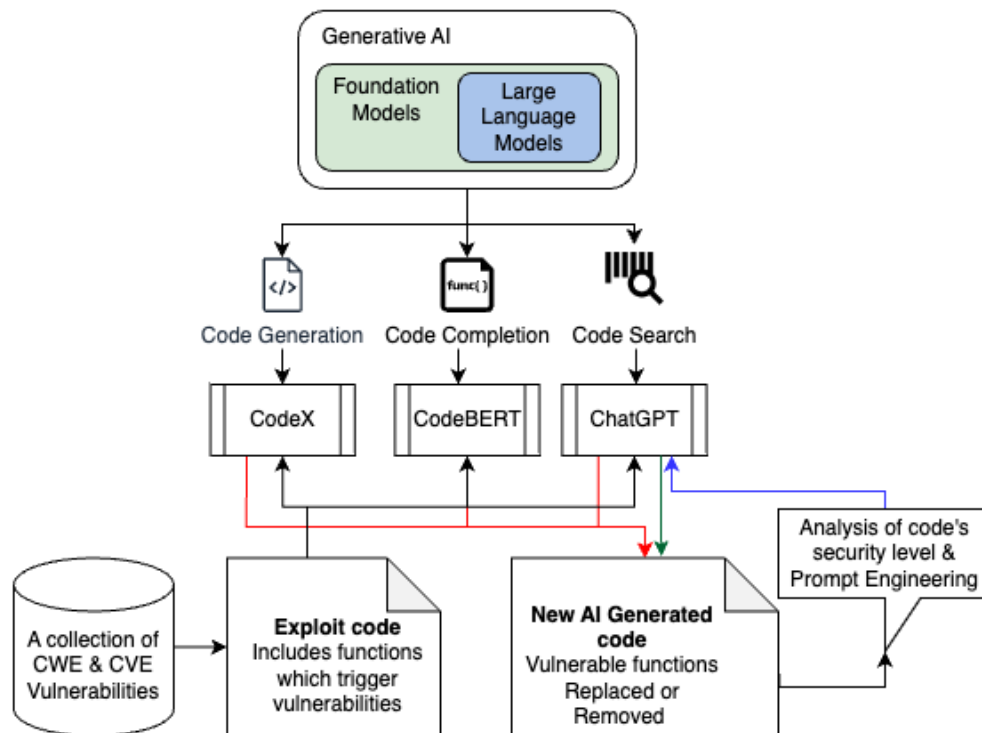 Generative AI
Foundation
Models
Large
Language
Models
</>
func()
Code Generation
Code Completion
Code Search
CodeX
CodeBERT
ChatGPT
Analysis of code's
security level &
Prompt Engineering
A collection of
CWE & CVE
Vulnerabilities
Exploit code
Includes functions
which trigger
vulnerabilities
New AI Generated
code
Vulnerable functions
Replaced or
Removed